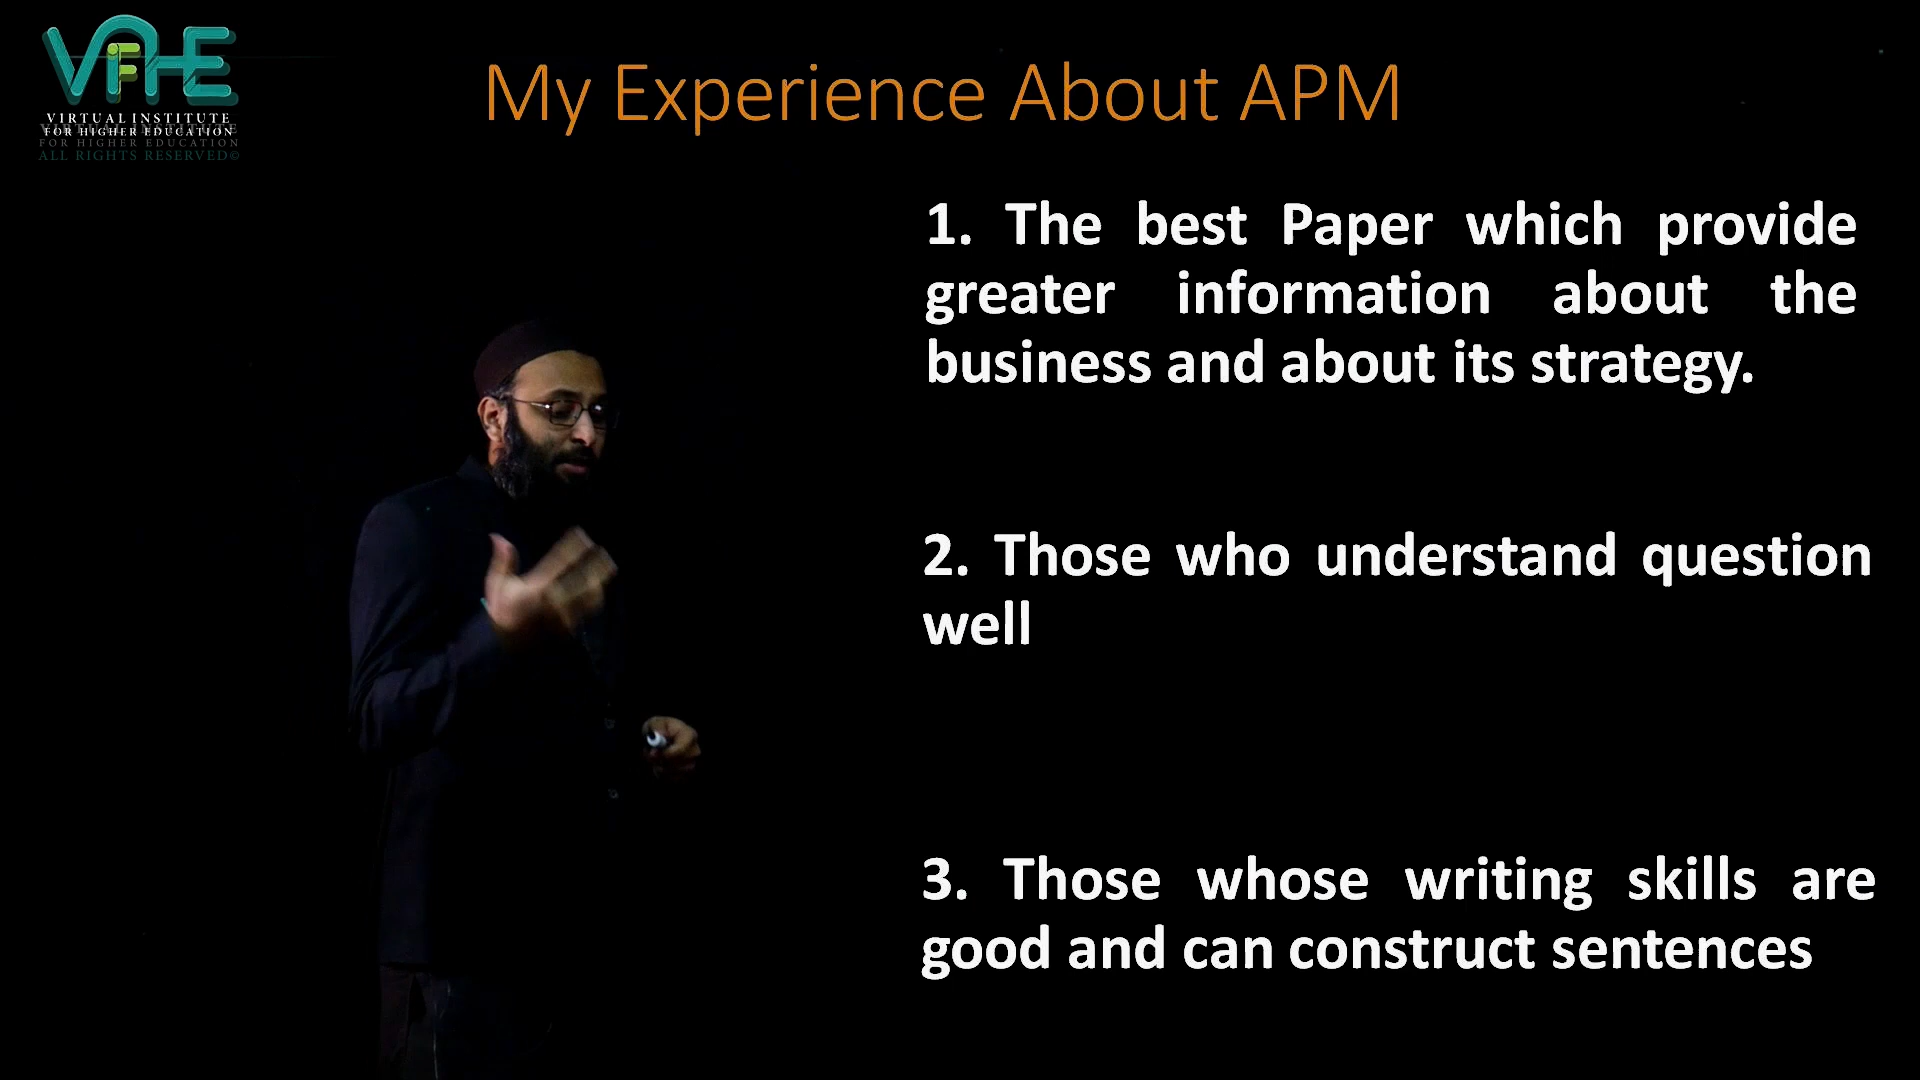 VIFHE
VIRTUAL INSTITUTE
FOR HIGHER EDUCATION
FOR HIGHER EDUCATION
ALL RIGHTS RESERVED©
My Experience About APM
1. The best Paper which provide
greater information about the
business and about its strategy.
2. Those who understand question
well
3. Those whose writing skills are
good and can construct sentences